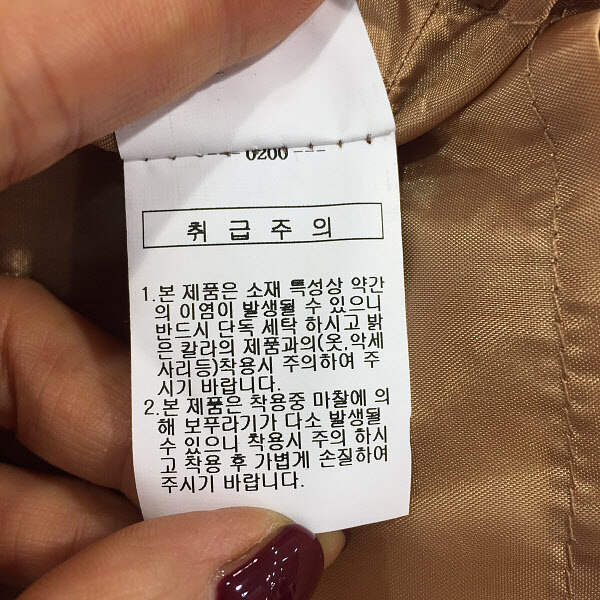 0200
취급주의
1.본 제품은 소재 특성상 약간
의 이염이 발생될 수 있으니
반드시 단독 세탁 하시고 밝
은 칼라의 제품과의(옷,악세
사리등)착용시 주의하여 주
시기 바랍니다.
2.본 제품은 착용중 마찰에 의
해 보푸라기가 다소 발생될
수 있으니 착용시 주의 하시
고 착용 후 가볍게 손질하여
주시기 바랍니다.